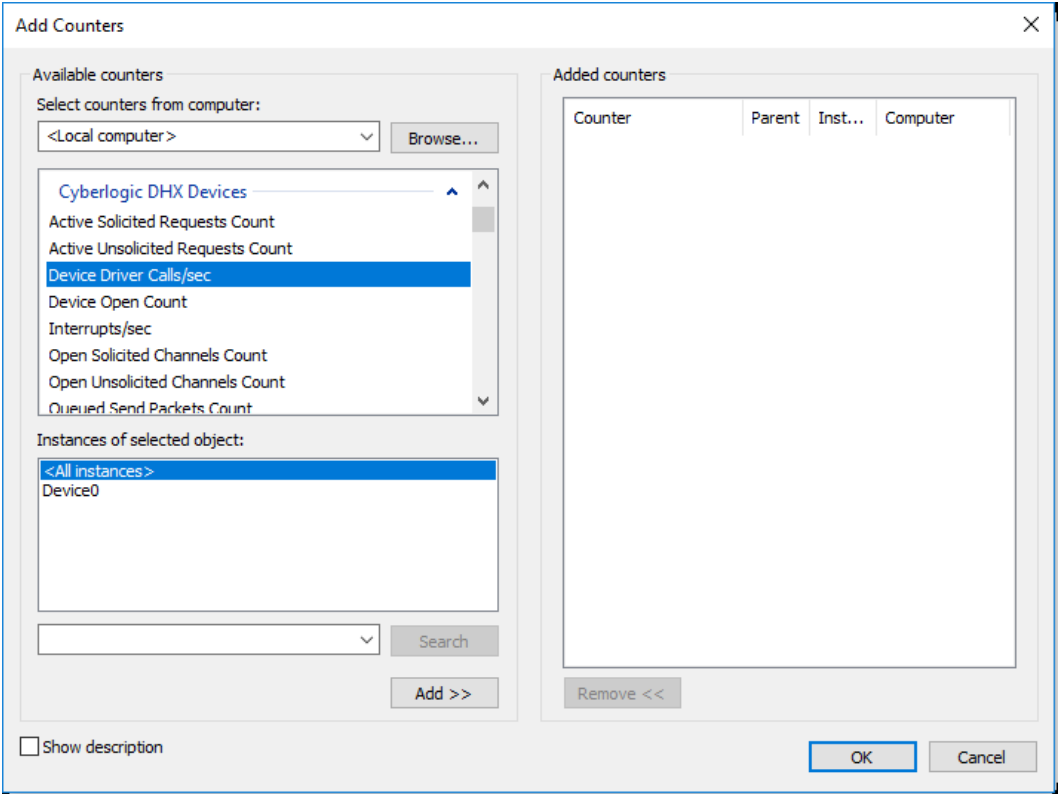 Add Counters
Available counters
Select counters from computer:
<Local computer>
Browse...
Cyberlogic DHX Devices
Active Solicited Requests Count
Active Unsolicited Requests Count
Device Driver Calls/sec
Device Open Count
Interrupts/sec
Open Solicited Channels Count
Open Unsolicited Channels Count
Queued Send Packets Count
Instances of selected object:
<All instances>
Device0
Search
Add >>
Show description
Added counters
Counter Parent Inst... Computer
Remove <<
OK Cancel